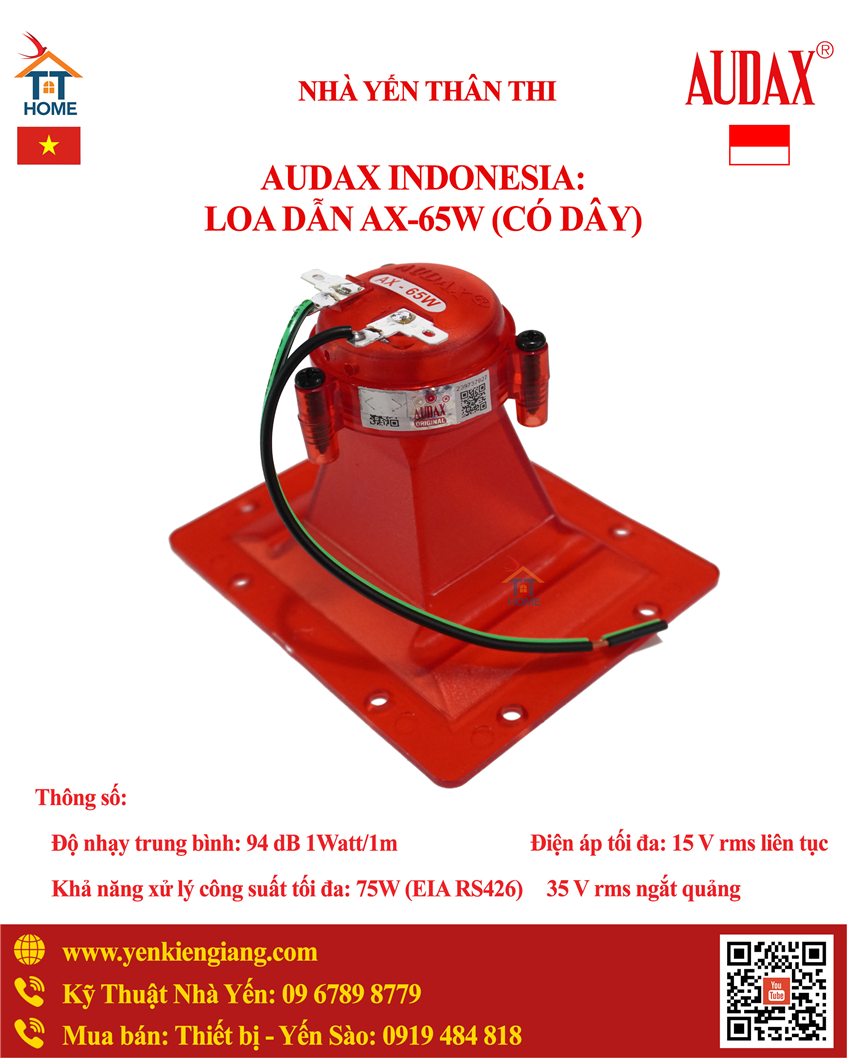 TT
HOME
NHÀ YẾN THÂN THI
AUDAX®
AUDAX INDONESIA:
LOA DẪN AX-65W (CÓ DÂY)
AUDAX®
AX - 65W
AUDAX
ORIGINAL
HOME
Thông số:
Độ nhạy trung bình: 94 dB 1Watt/1m
Điện áp tối đa: 15 V rms liên tục
Khả năng xử lý công suất tối đa: 75W (EIA RS426)
35 V rms ngắt quảng
www.yenkiengiang.com
Kỹ Thuật Nhà Yến: 09 6789 8779
Mua bán: Thiết bị - Yến Sào: 0919 484 818
You
Tube